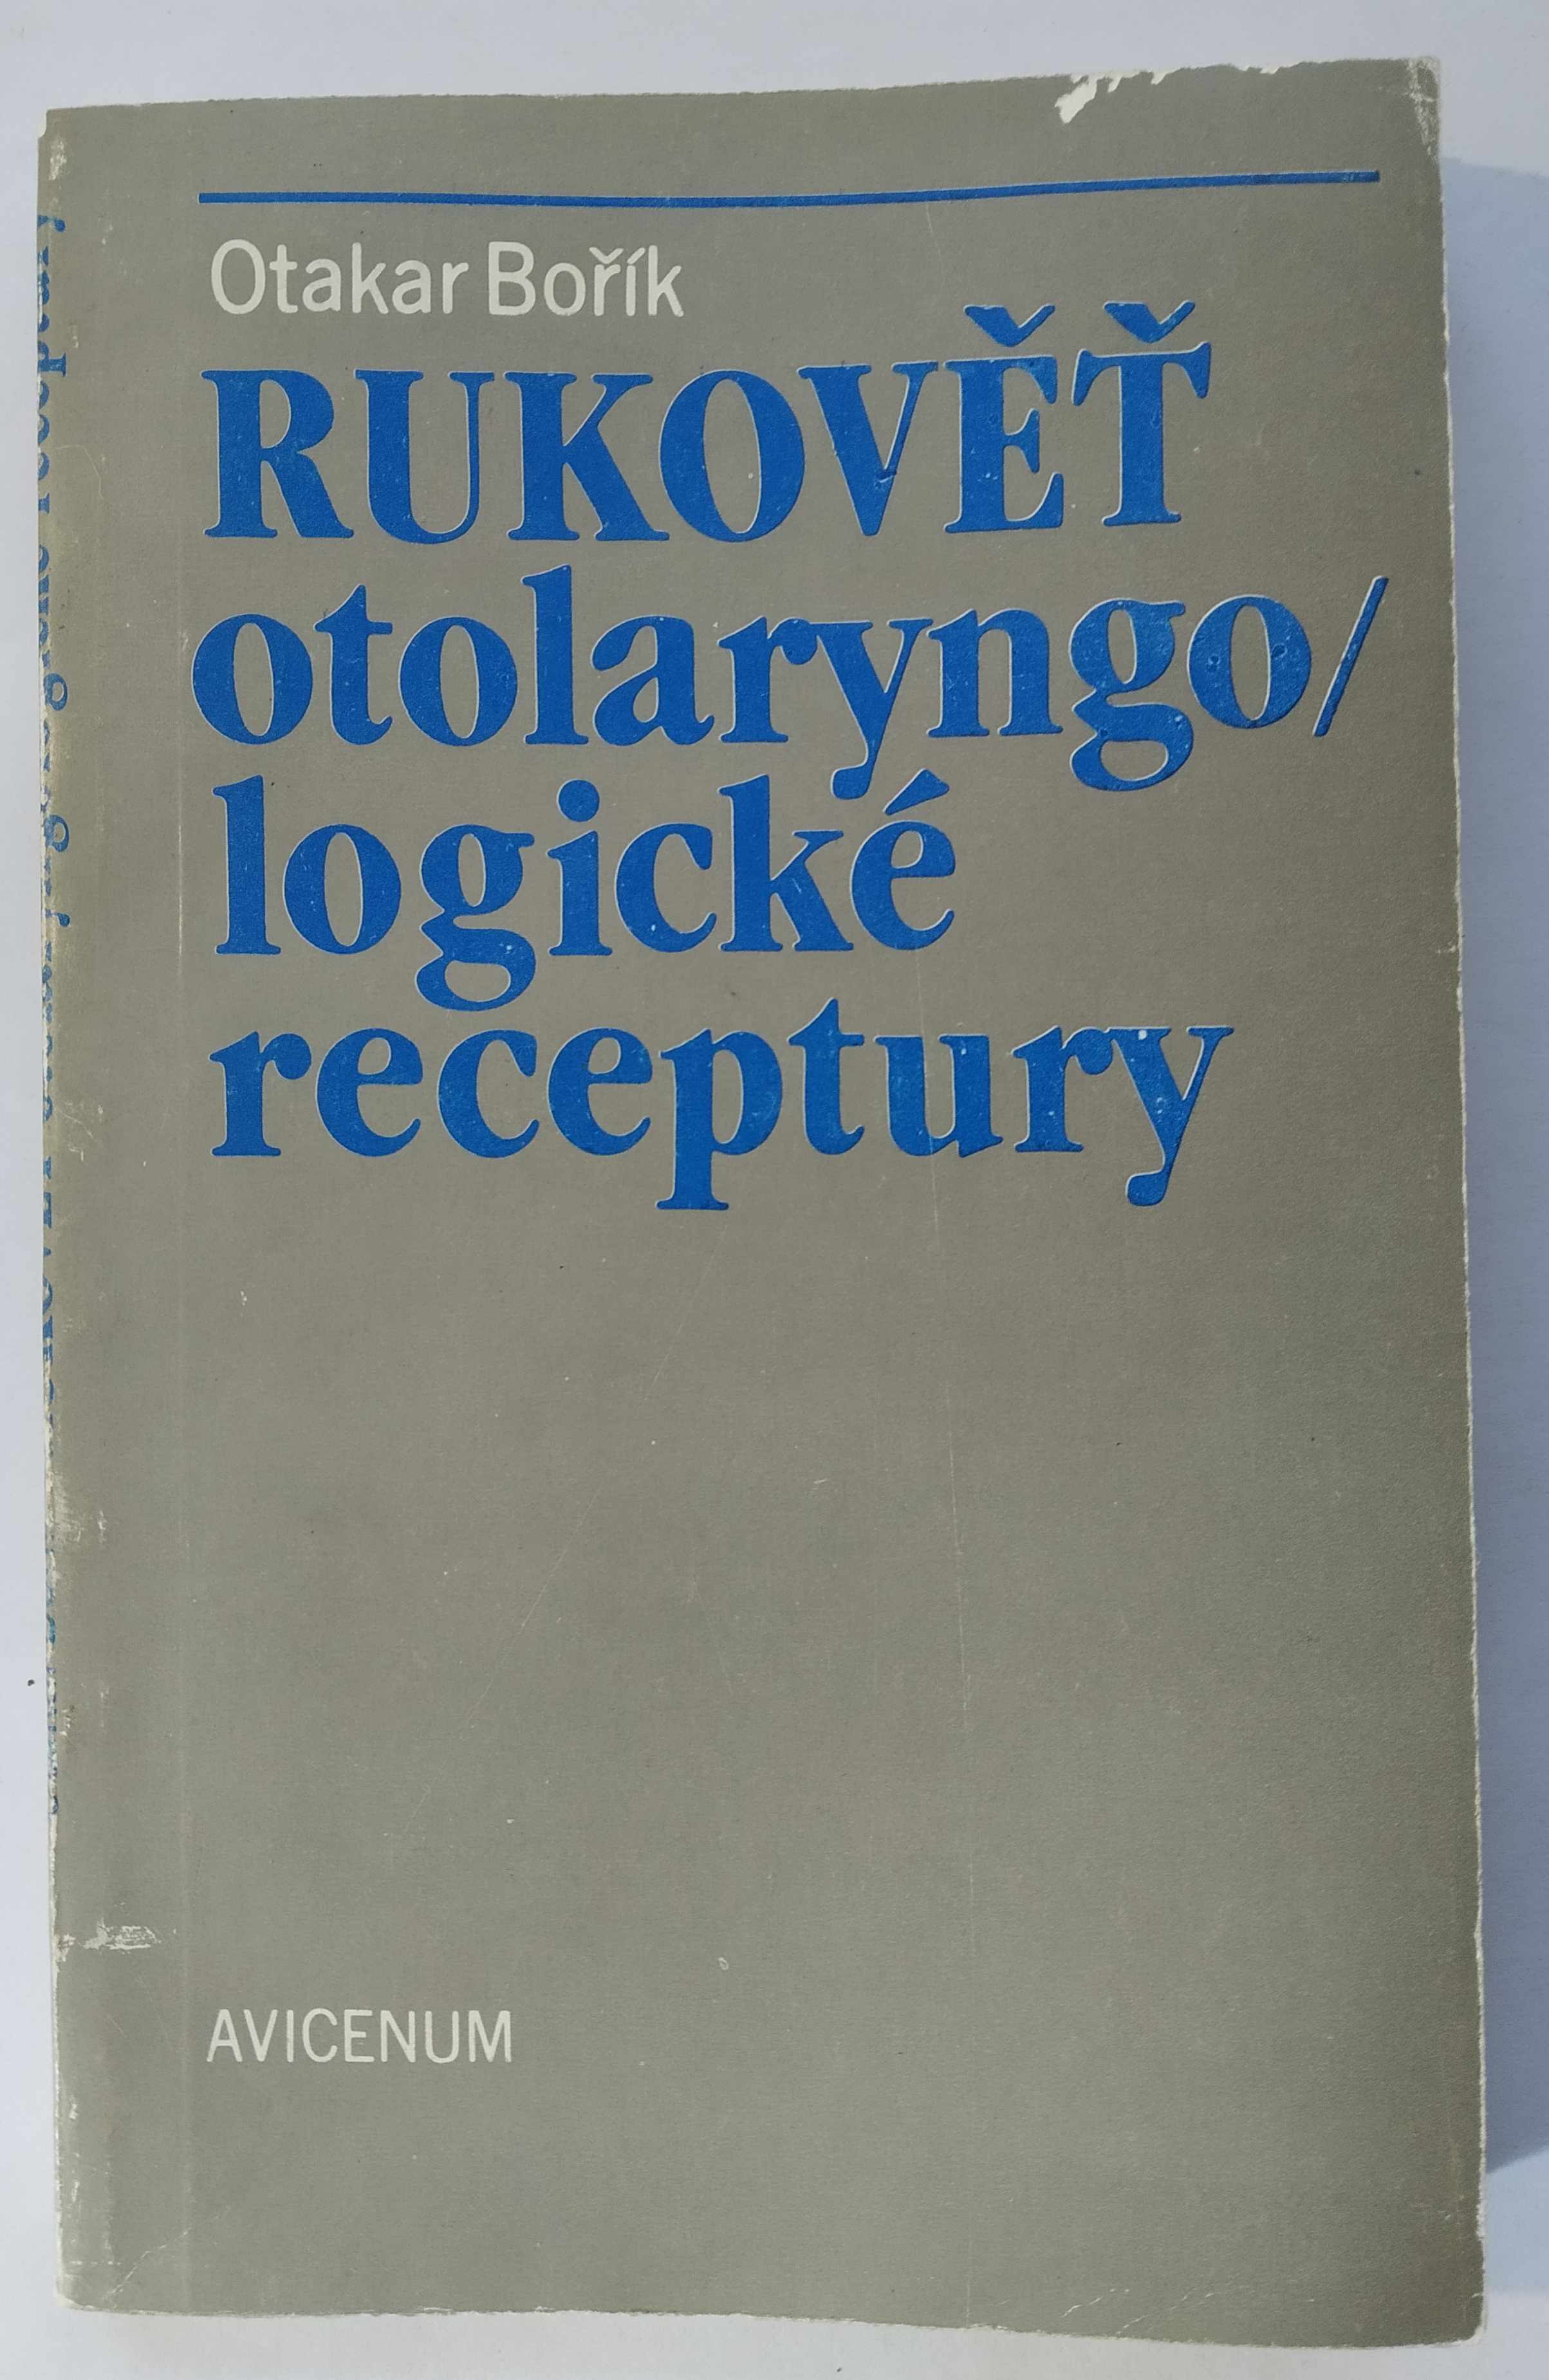 Otakar Bořík
RUKOVĚŤ
otolaryngo/
logické
receptury
AVICENUM